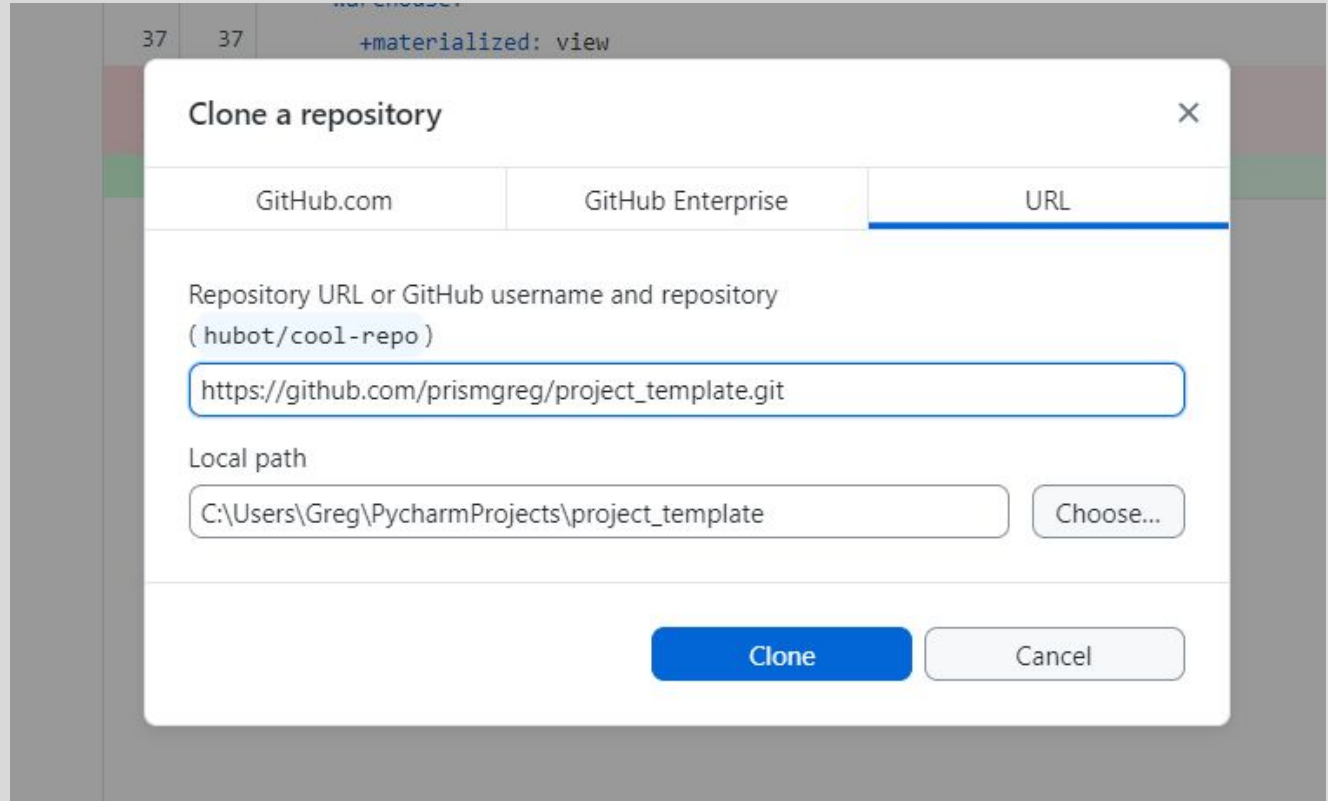 37 37 +materialized: view
Clone a repository
GitHub.com GitHub Enterprise URL
Repository URL or GitHub username and repository
(hubot/cool-repo)
https://github.com/prismgreg/project_template.git
Local path
C:\Users\Greg\PycharmProjects\project_template Choose...
Clone Cancel